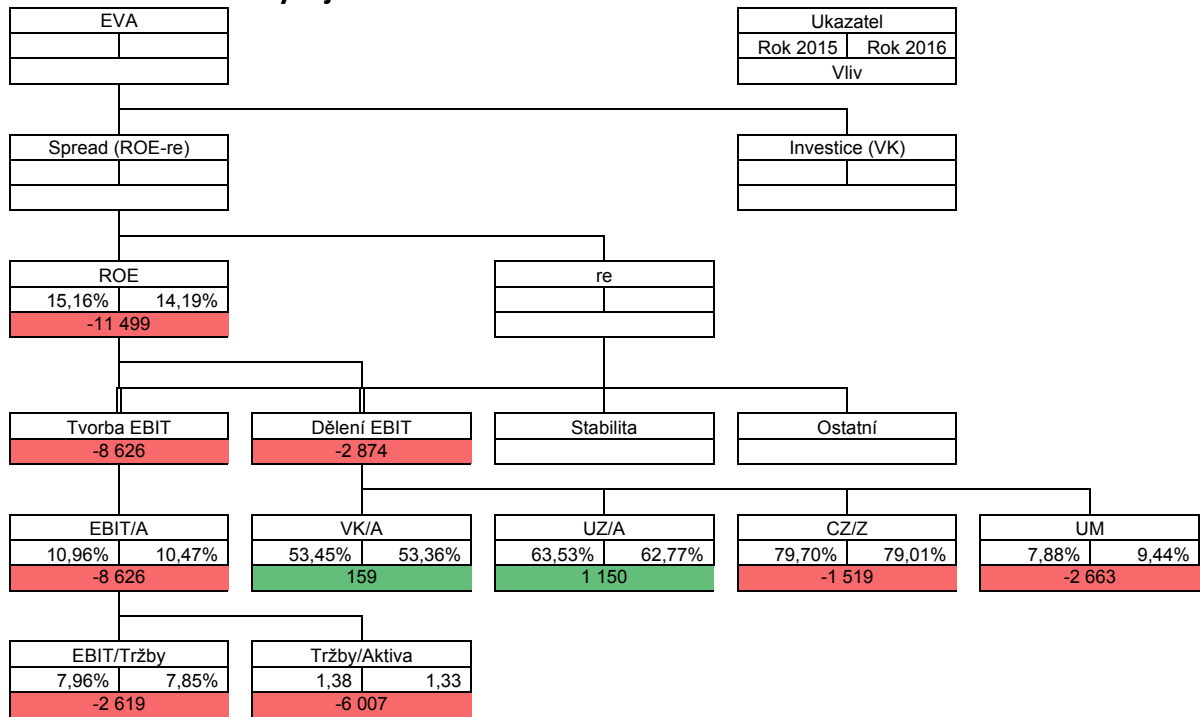 EVA
Ukazatel
Rok 2015 Rok 2016
Vliv
Spread (ROE-re)
Investice (VK)
ROE
re
15,16% 14,19%
-11 499
Tvorba EBIT
Dělení EBIT
Stabilita
Ostatní
-8 626
-2 874
EBIT/A
VK/A
UZ/A
CZ/Z
UM
10,96% 10,47%
53,45% 53,36%
63,53% 62,77%
79,70% 79,01%
7,88% 9,44%
-8 626
159
1 150
-1 519
-2 663
EBIT/Tržby
Tržby/Aktiva
7,96% 7,85%
1,38 1,33
-2 619
-6 007